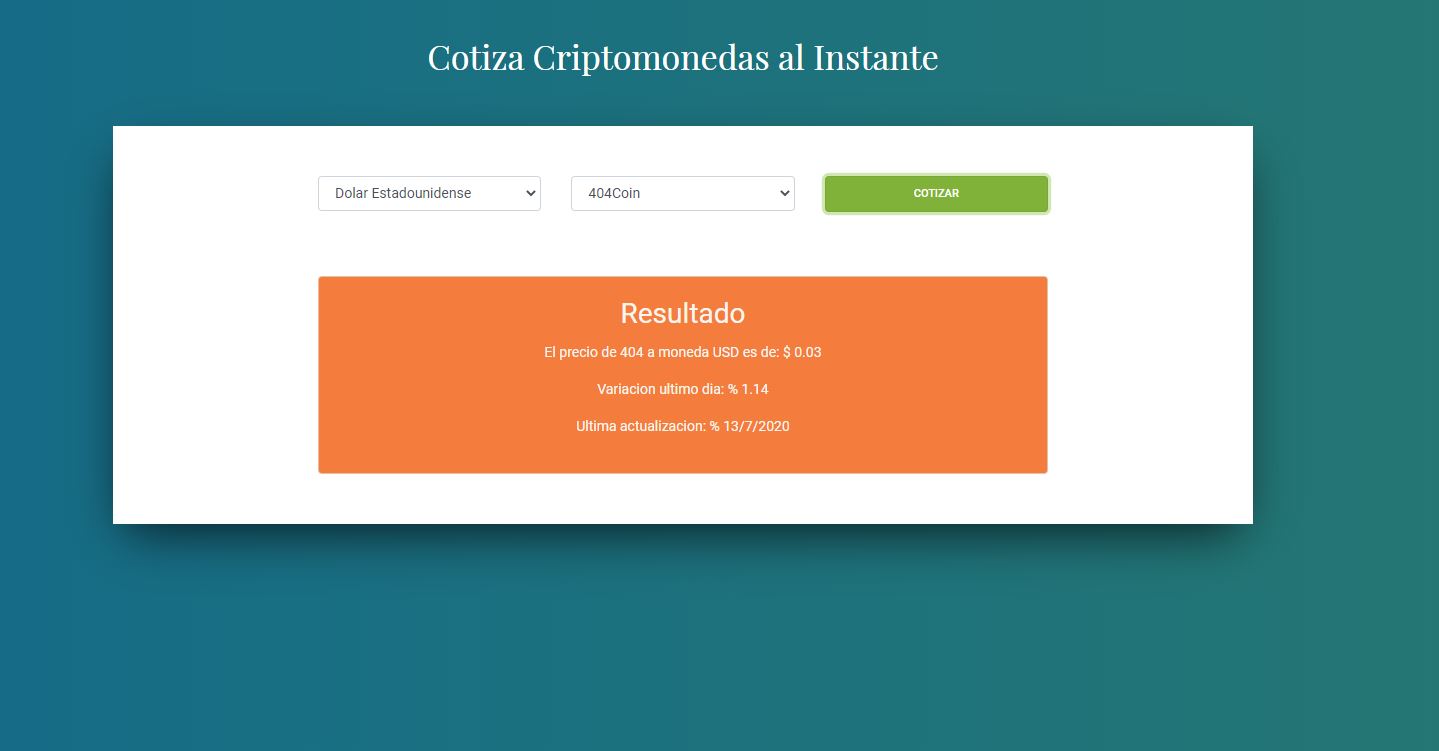 Cotiza Criptomonedas al Instante
Dolar Estadounidense
404Coin
COTIZAR
Resultado
El precio de 404 a moneda USD es de: $ 0.03
Variacion ultimo dia: % 1.14
Ultima actualizacion: % 13/7/2020